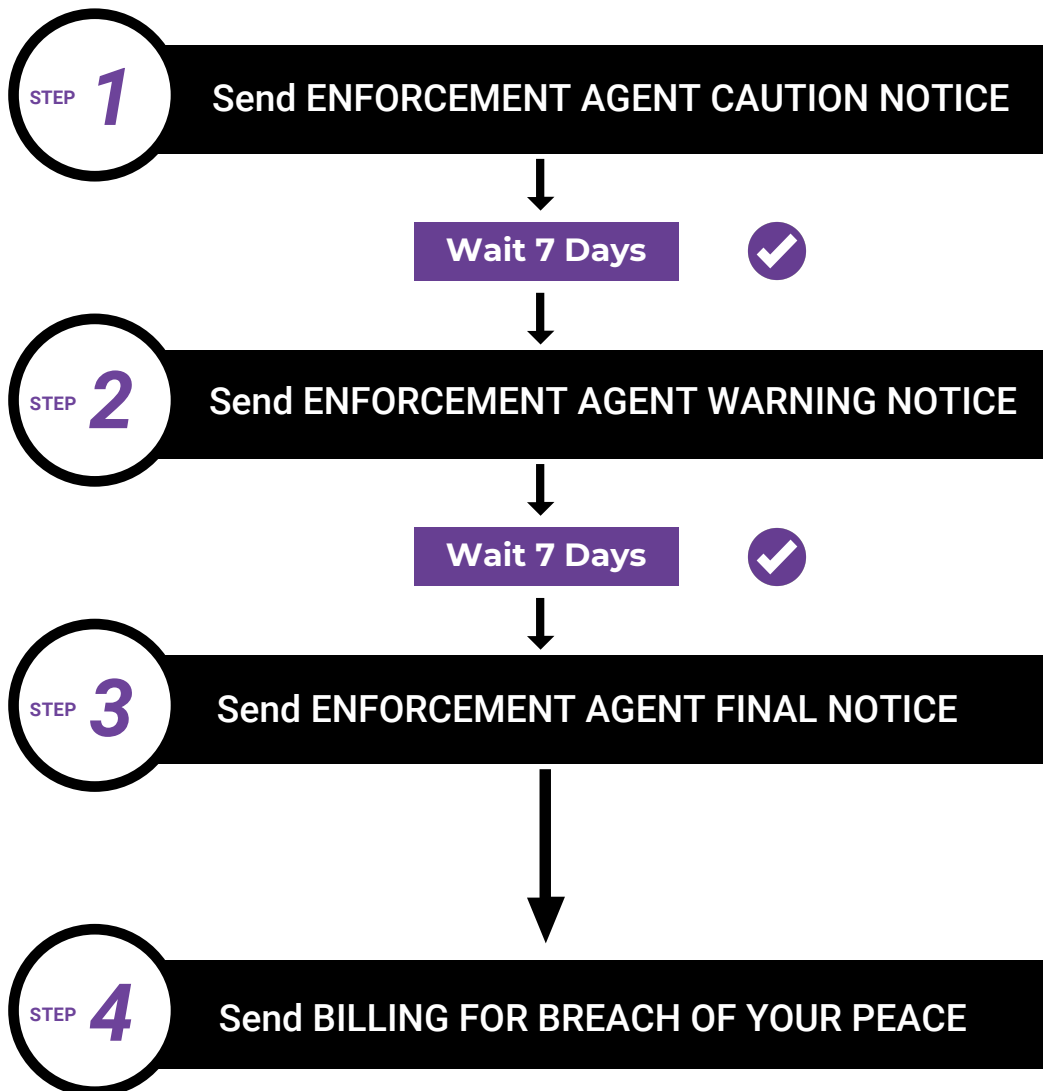 STEP 1
Send ENFORCEMENT AGENT CAUTION NOTICE
Wait 7 Days
STEP 2
Send ENFORCEMENT AGENT WARNING NOTICE
Wait 7 Days
STEP 3
Send ENFORCEMENT AGENT FINAL NOTICE
STEP 4
Send BILLING FOR BREACH OF YOUR PEACE